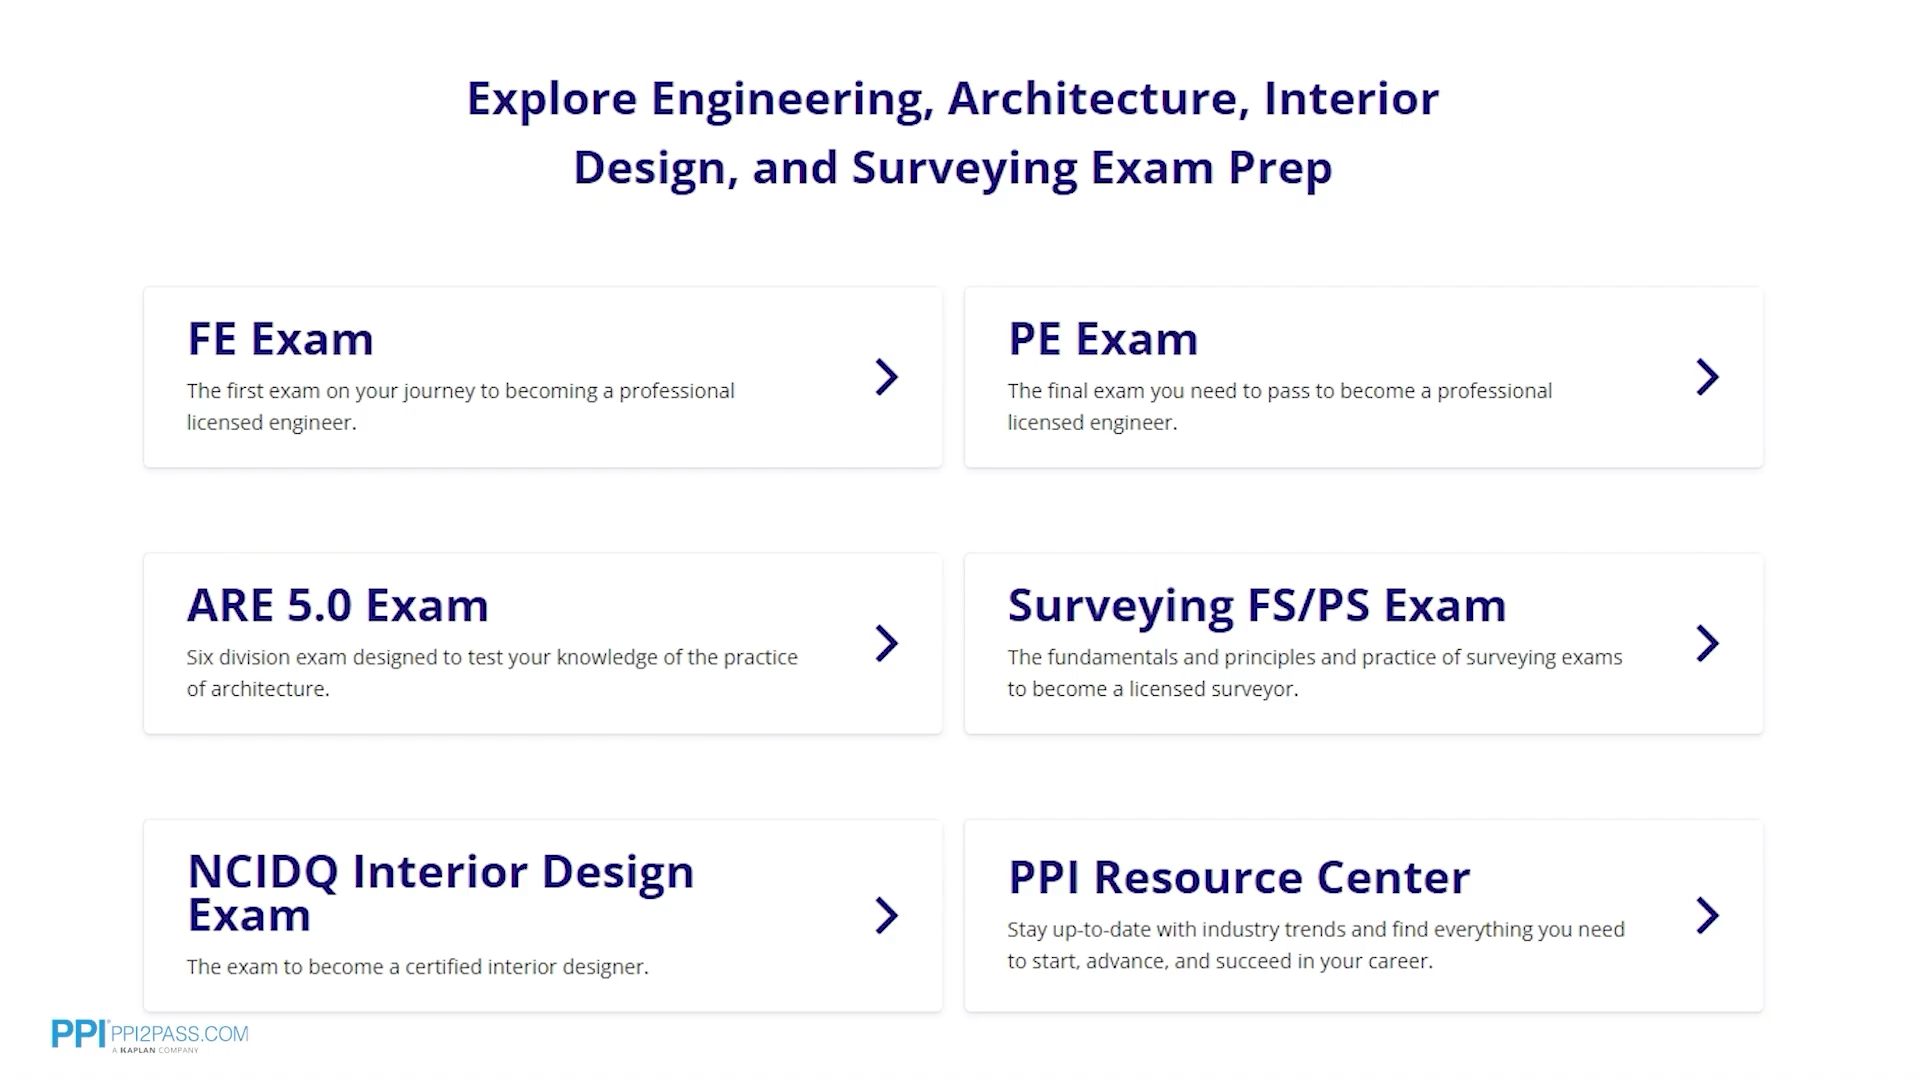 Explore Engineering, Architecture, Interior
Design, and Surveying Exam Prep
FE Exam
The first exam on your journey to becoming a professional
licensed engineer.
PE Exam
The final exam you need to pass to become a professional
licensed engineer.
ARE 5.0 Exam
Six division exam designed to test your knowledge of the practice
of architecture.
Surveying FS/PS Exam
The fundamentals and principles and practice of surveying exams
to become a licensed surveyor.
NCIDQ Interior Design
Exam
The exam to become a certified interior designer.
PPI Resource Center
Stay up-to-date with industry trends and find everything you need
to start, advance, and succeed in your career.
PPI® PPI2PASS.COM
A KAPLAN COMPANY